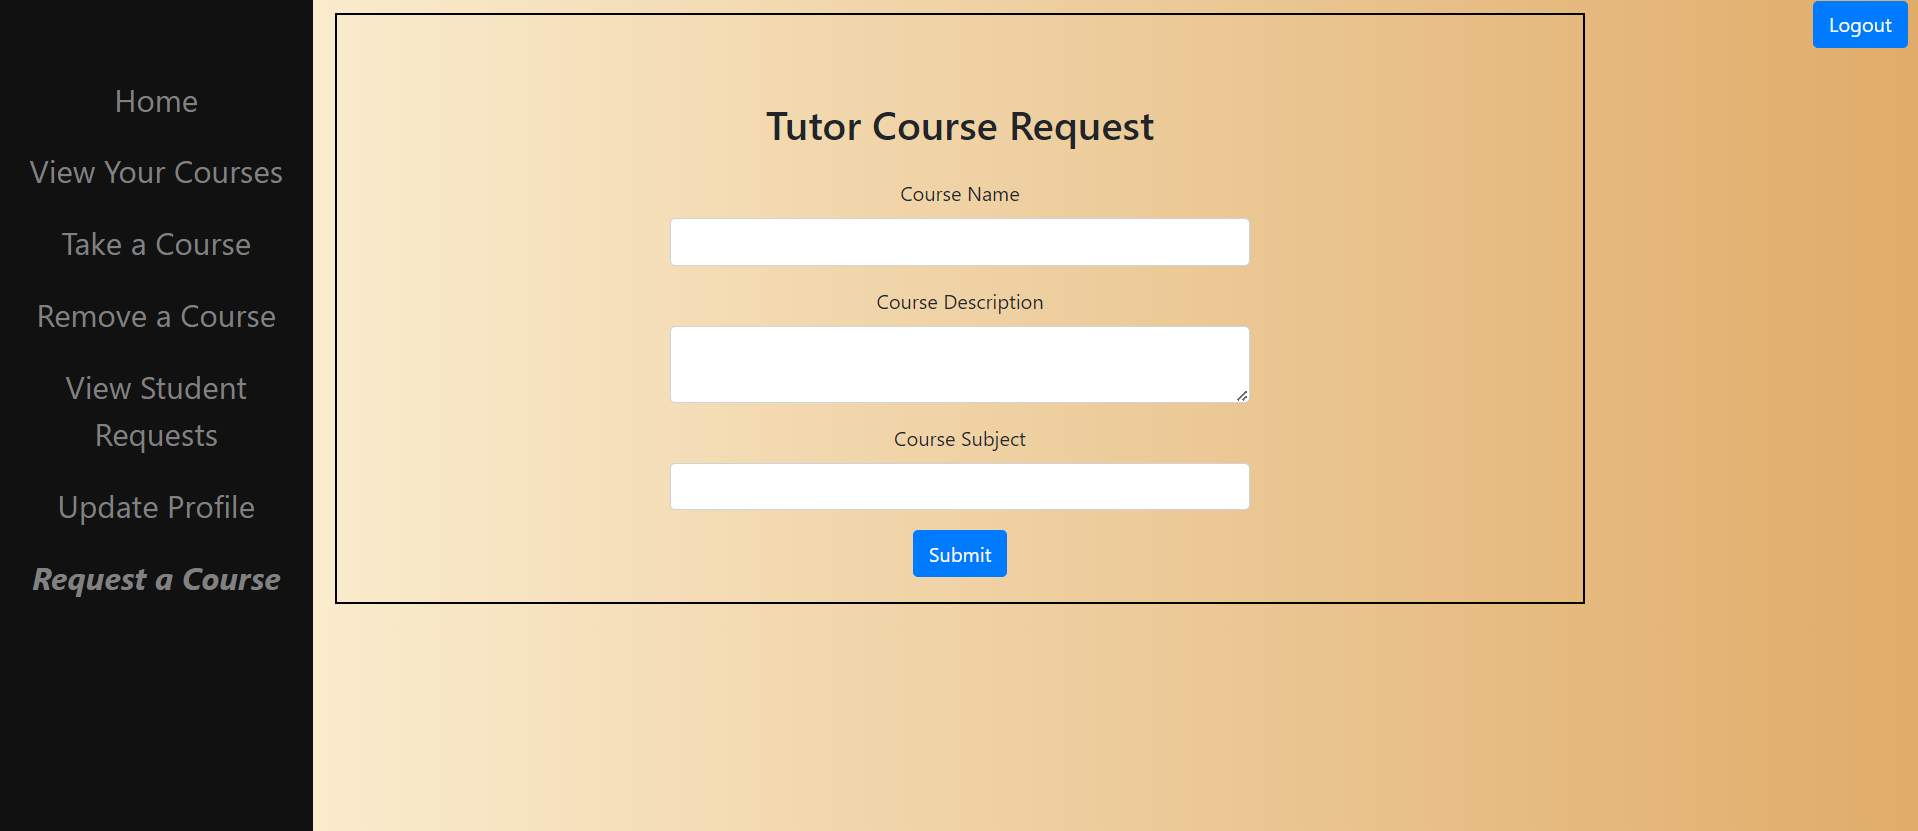 Home
View Your Courses
Take a Course
Remove a Course
View Student
Requests
Update Profile
Request a Course
Logout
Tutor Course Request
Course Name
Course Description
Course Subject
Submit